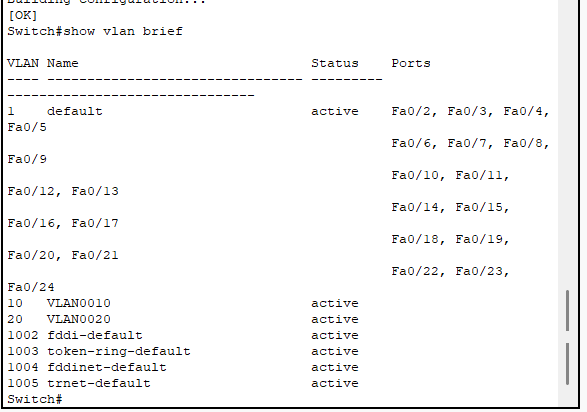 Building configuration...
[OK]
Switch#show vlan brief
VLAN Name                             Status    Ports
---- -------------------------------- ---------
-------------------------------
1    default                          active    Fa0/2, Fa0/3, Fa0/4,
Fa0/5
                                                Fa0/6, Fa0/7, Fa0/8,
Fa0/9
                                                Fa0/10, Fa0/11,
Fa0/12, Fa0/13
                                                Fa0/14, Fa0/15,
Fa0/16, Fa0/17
                                                Fa0/18, Fa0/19,
Fa0/20, Fa0/21
                                                Fa0/22, Fa0/23,
Fa0/24
10   VLAN0010                         active
20   VLAN0020                         active
1002 fddi-default                     active
1003 token-ring-default               active
1004 fddinet-default                  active
1005 trnet-default                    active
Switch#